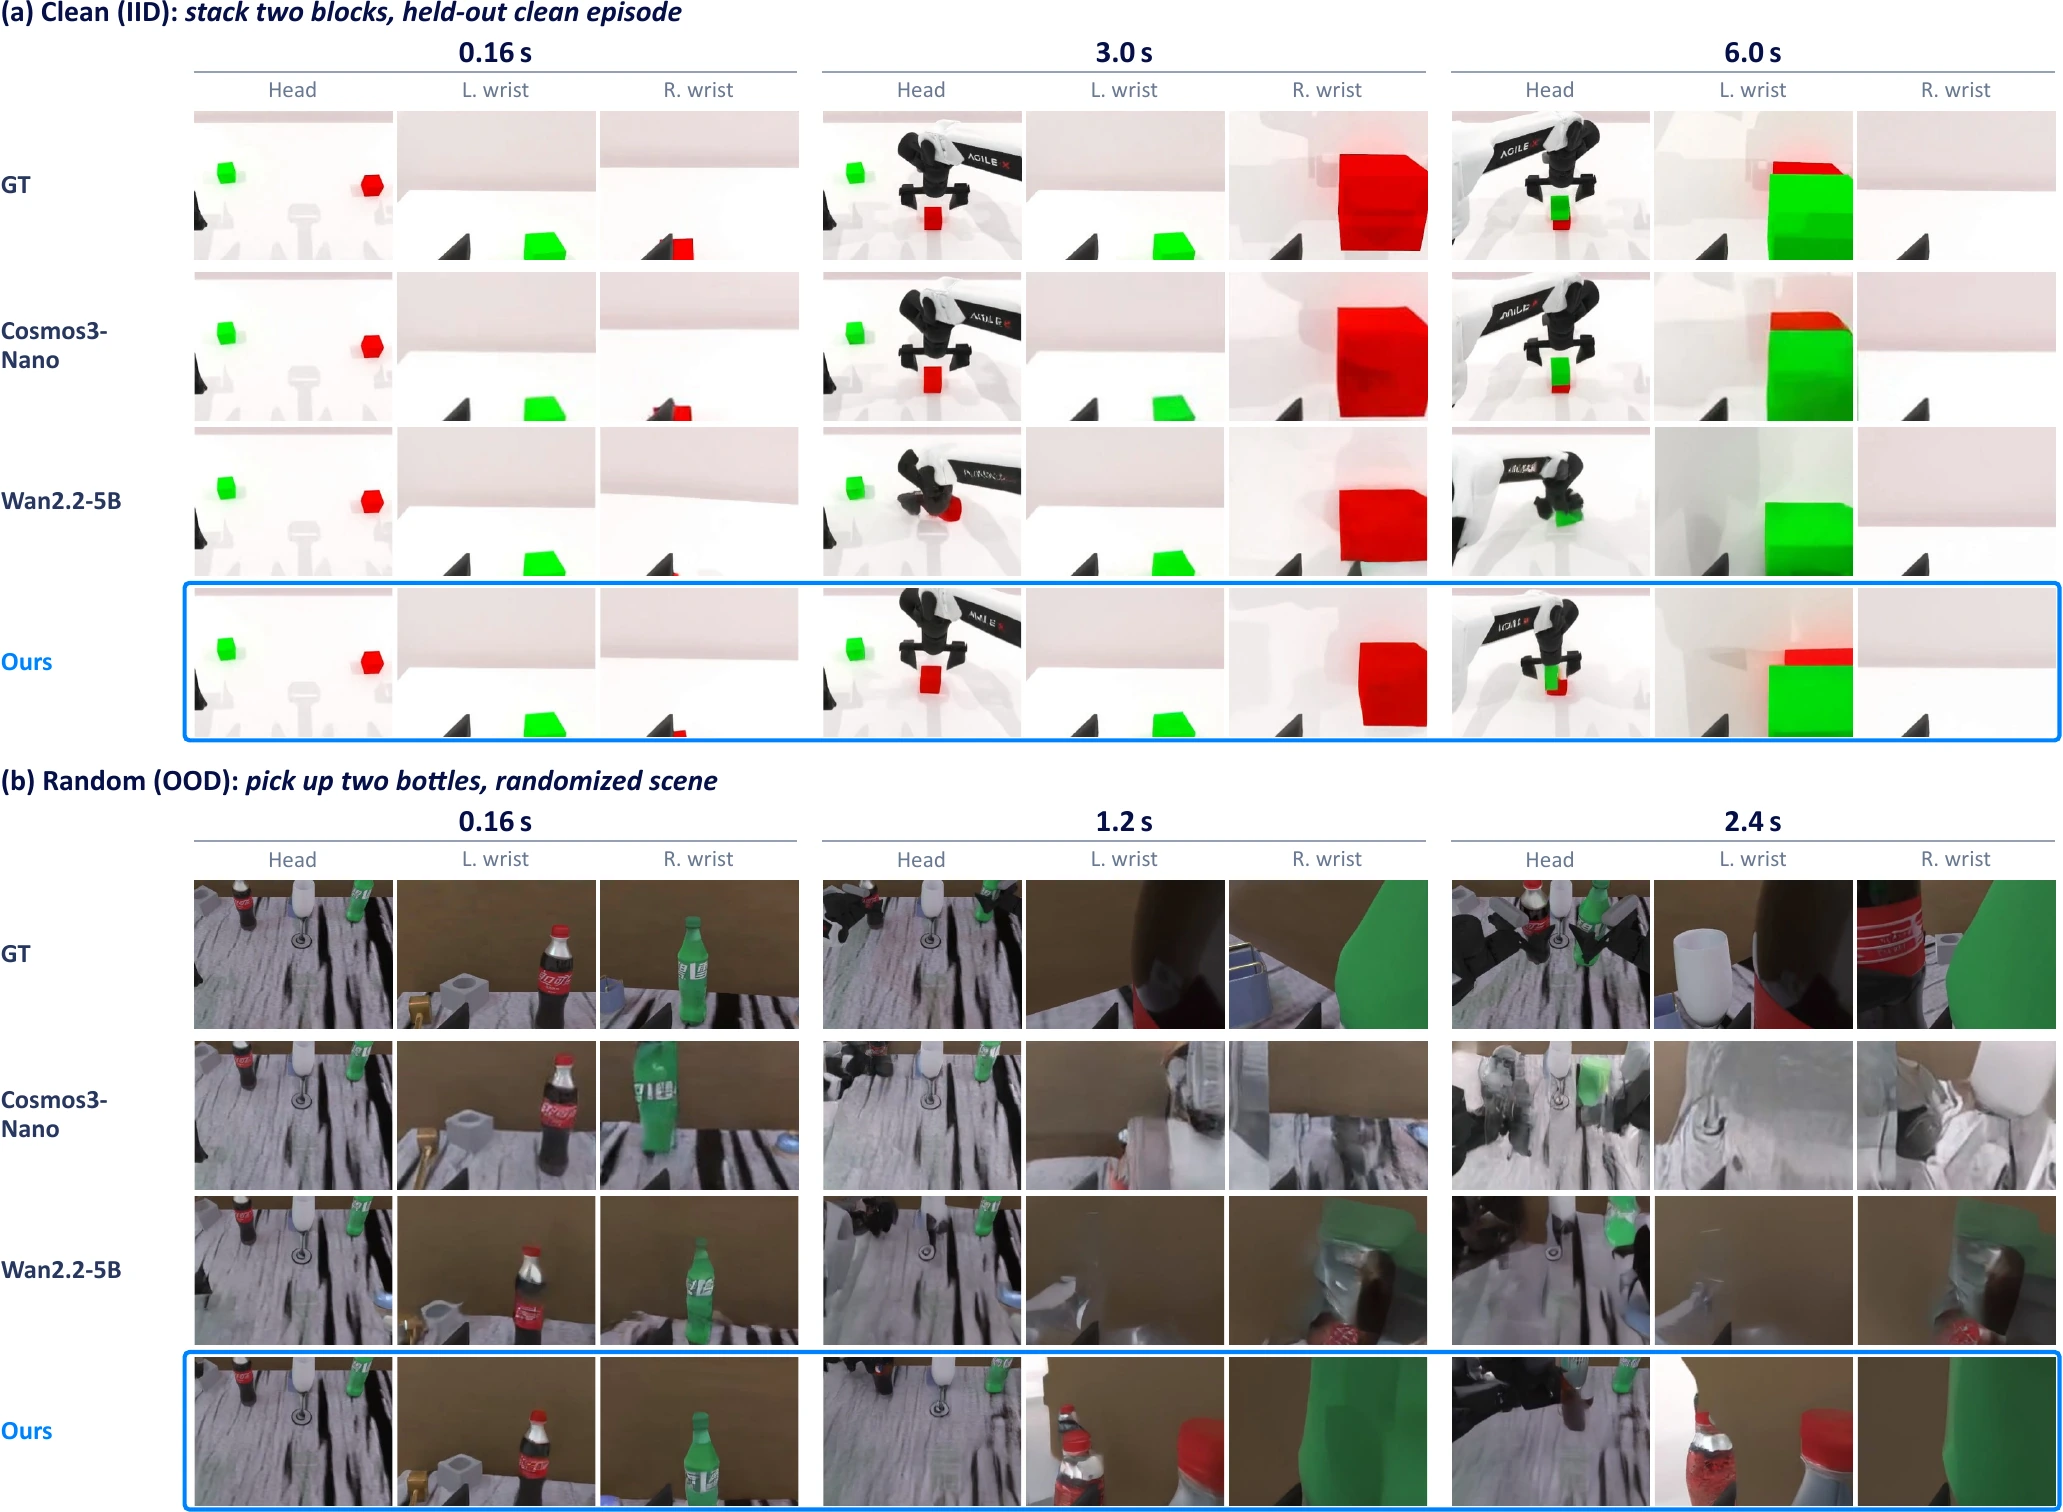 (a) Clean (IID): stack two blocks, held-out clean episode
0.16 s 3.0 s 6.0 s
Head L. wrist R. wrist Head L. wrist R. wrist Head L. wrist R. wrist
GT
AGILE X
AGILE X
Cosmos3-
Nano
Wan2.2-5B
Ours
(b) Random (OOD): pick up two bottles, randomized scene
0.16 s 1.2 s 2.4 s
Head L. wrist R. wrist Head L. wrist R. wrist Head L. wrist R. wrist
GT
Cosmos3-
Nano
Wan2.2-5B
Ours